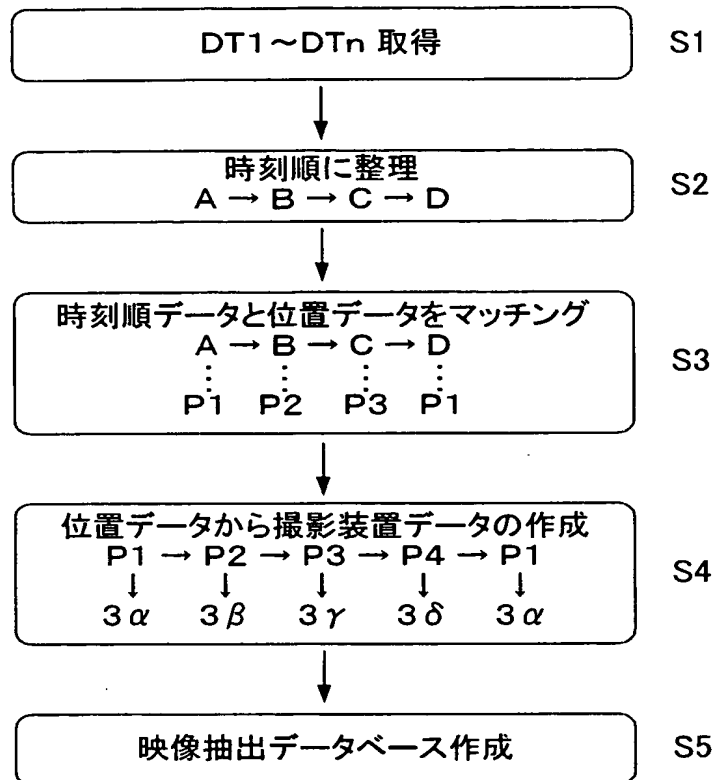 DT1～DTn 取得
S1
時刻順に整理
A → B → C → D
S2
時刻順データと位置データをマッチング
A → B → C → D
P1 P2 P3 P1
S3
位置データから撮影装置データの作成
P1 → P2 → P3 → P4 → P1
3α 3β 3γ 3δ 3α
S4
映像抽出データベース作成
S5